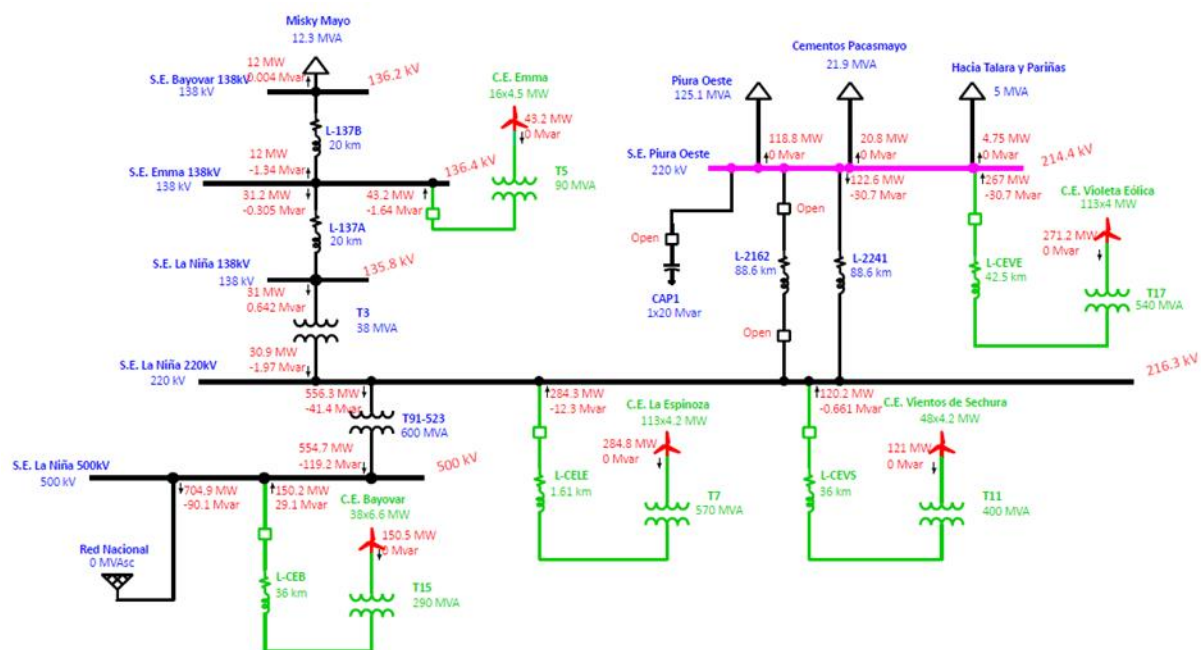 Misky Mayo
12.3 MVA
12 MW
0.004 Mvar
S.E. Bayovar 138kV
138 kV
136.2 kV
L-137B
20 km
12 MW
-1.34 Mvar
S.E. Emma 138kV
138 kV
136.4 kV
31.2 MW
-0.305 Mvar
43.2 MW
-1.64 Mvar
C.E. Emma
16x4.5 MW
43.2 MW
0 Mvar
T5
90 MVA
L-137A
20 km
S.E. La Niña 138kV
138 kV
135.8 kV
31 MW
0.642 Mvar
T3
38 MVA
30.9 MW
-1.97 Mvar
S.E. La Niña 220kV
220 kV
216.3 kV
556.3 MW
-41.4 Mvar
T91-523
600 MVA
554.7 MW
-119.2 Mvar
S.E. La Niña 500kV
500 kV
500 kV
704.9 MW
-90.1 Mvar
150.2 MW
29.1 Mvar
Red Nacional
0 MVAsc
L-CEB
36 km
C.E. Bayovar
38x6.6 MW
150.5 MW
0 Mvar
T15
290 MVA
284.3 MW
-12.3 Mvar
L-CELE
1.61 km
C.E. La Espinoza
113x4.2 MW
284.8 MW
0 Mvar
T7
570 MVA
120.2 MW
-0.661 Mvar
L-CEVS
36 km
C.E. Vientos de Sechura
48x4.2 MW
121 MW
0 Mvar
T11
400 MVA
Piura Oeste
125.1 MVA
118.8 MW
0 Mvar
Cementos Pacasmayo
21.9 MVA
20.8 MW
0 Mvar
Hacia Talara y Pariñas
5 MVA
4.75 MW
0 Mvar
S.E. Piura Oeste
220 kV
214.4 kV
122.6 MW
-30.7 Mvar
267 MW
-30.7 Mvar
Open
CAP1
1x20 Mvar
Open
L-2162
88.6 km
Open
L-2241
88.6 km
L-CEVE
42.5 km
C.E. Violeta Eólica
113x4 MW
271.2 MW
0 Mvar
T17
540 MVA